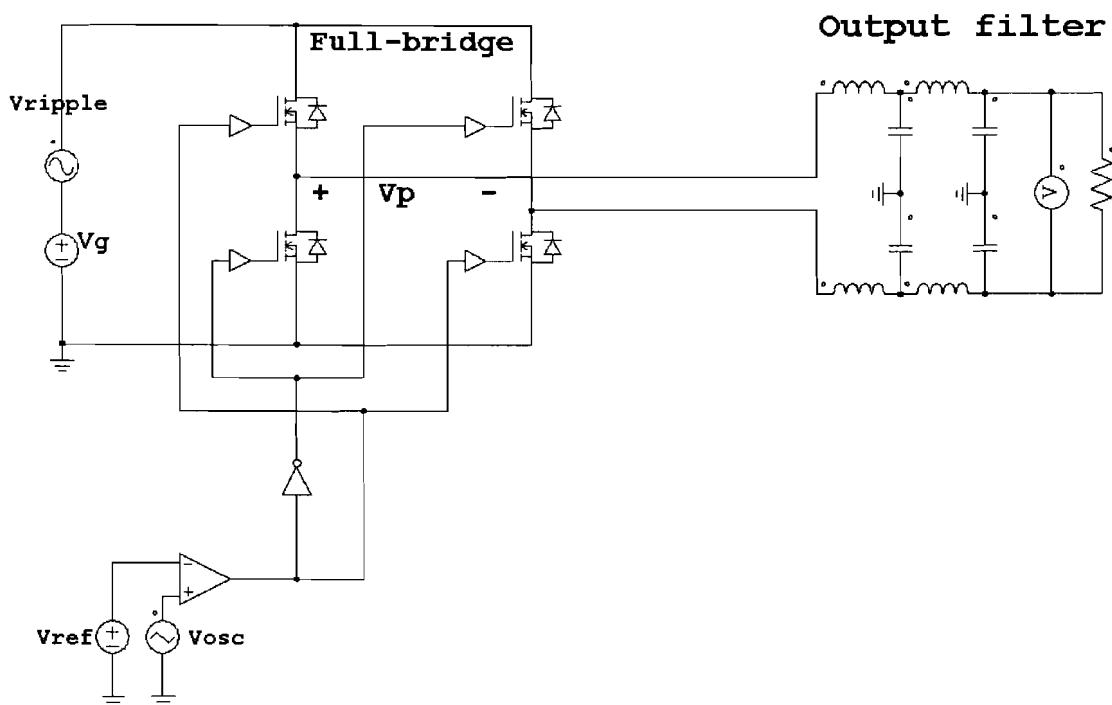 Output filter
Full-bridge
Vripple
+ Vp -
Vg
V
Vref
Vosc